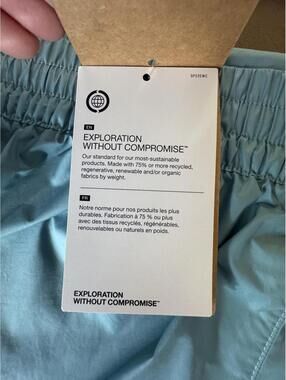 SP23EWC
EN
EXPLORATION
WITHOUT COMPROMISE™
Our standard for our most-sustainable
products. Made with 75% or more recycled,
regenerative, renewable and/or organic
fabrics by weight.
FR
Notre norme pour nos produits les plus
durables. Fabrication à 75 % ou plus
avec des tissus recyclés, régénérables,
renouvelables ou naturels en poids.
EXPLORATION
WITHOUT COMPROMISE™